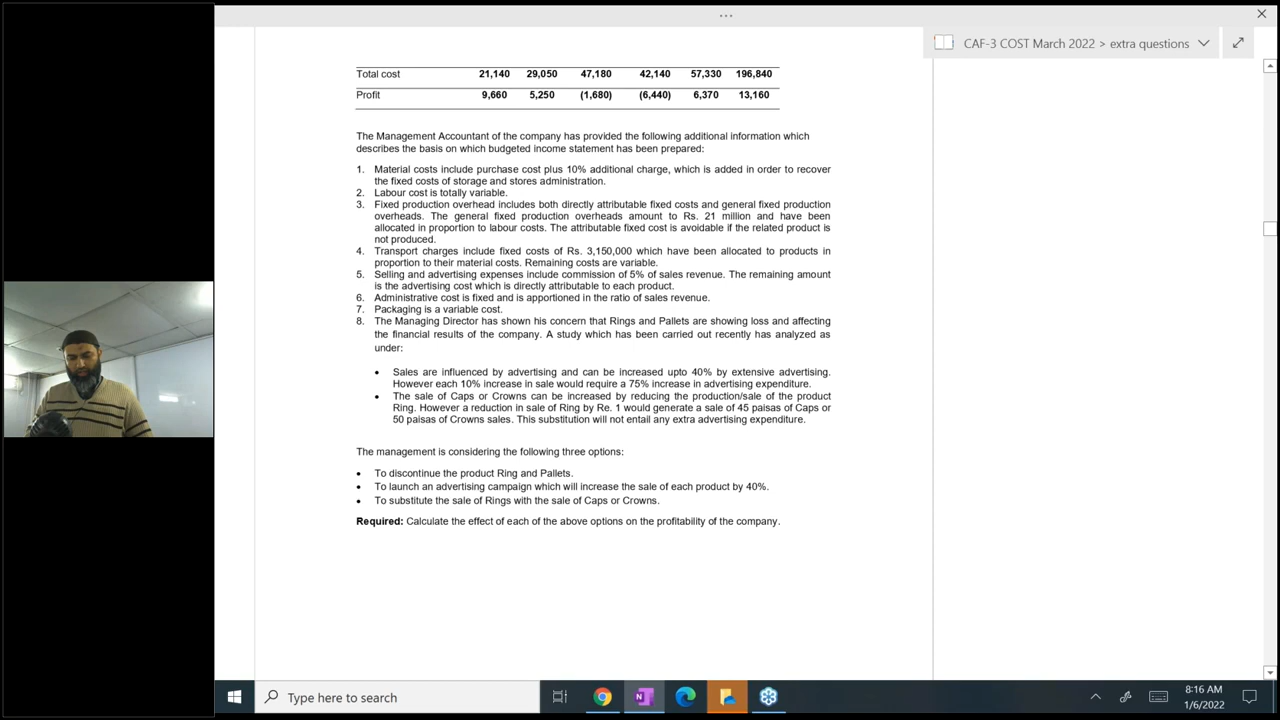 ...
CAF-3 COST March 2022 > extra questions
Total cost 21,140 29,050 47,180 42,140 57,330 196,840
Profit 9,660 5,250 (1,680) (6,440) 6,370 13,160
The Management Accountant of the company has provided the following additional information which
describes the basis on which budgeted income statement has been prepared:
1. Material costs include purchase cost plus 10% additional charge, which is added in order to recover
the fixed costs of storage and stores administration.
2. Labour cost is totally variable.
3. Fixed production overhead includes both directly attributable fixed costs and general fixed production
overheads. The general fixed production overheads amount to Rs. 21 million and have been
allocated in proportion to labour costs. The attributable fixed cost is avoidable if the related product is
not produced.
4. Transport charges include fixed costs of Rs. 3,150,000 which have been allocated to products in
proportion to their material costs. Remaining costs are variable.
5. Selling and advertising expenses include commission of 5% of sales revenue. The remaining amount
is the advertising cost which is directly attributable to each product.
6. Administrative cost is fixed and is apportioned in the ratio of sales revenue.
7. Packaging is a variable cost.
8. The Managing Director has shown his concern that Rings and Pallets are showing loss and affecting
the financial results of the company. A study which has been carried out recently has analyzed as
under:
• Sales are influenced by advertising and can be increased upto 40% by extensive advertising.
However each 10% increase in sale would require a 75% increase in advertising expenditure.
• The sale of Caps or Crowns can be increased by reducing the production/sale of the product
Ring. However a reduction in sale of Ring by Re. 1 would generate a sale of 45 paisas of Caps or
50 paisas of Crowns sales. This substitution will not entail any extra advertising expenditure.
The management is considering the following three options:
• To discontinue the product Ring and Pallets.
• To launch an advertising campaign which will increase the sale of each product by 40%.
• To substitute the sale of Rings with the sale of Caps or Crowns.
Required: Calculate the effect of each of the above options on the profitability of the company.
Type here to search
8:16 AM
1/6/2022